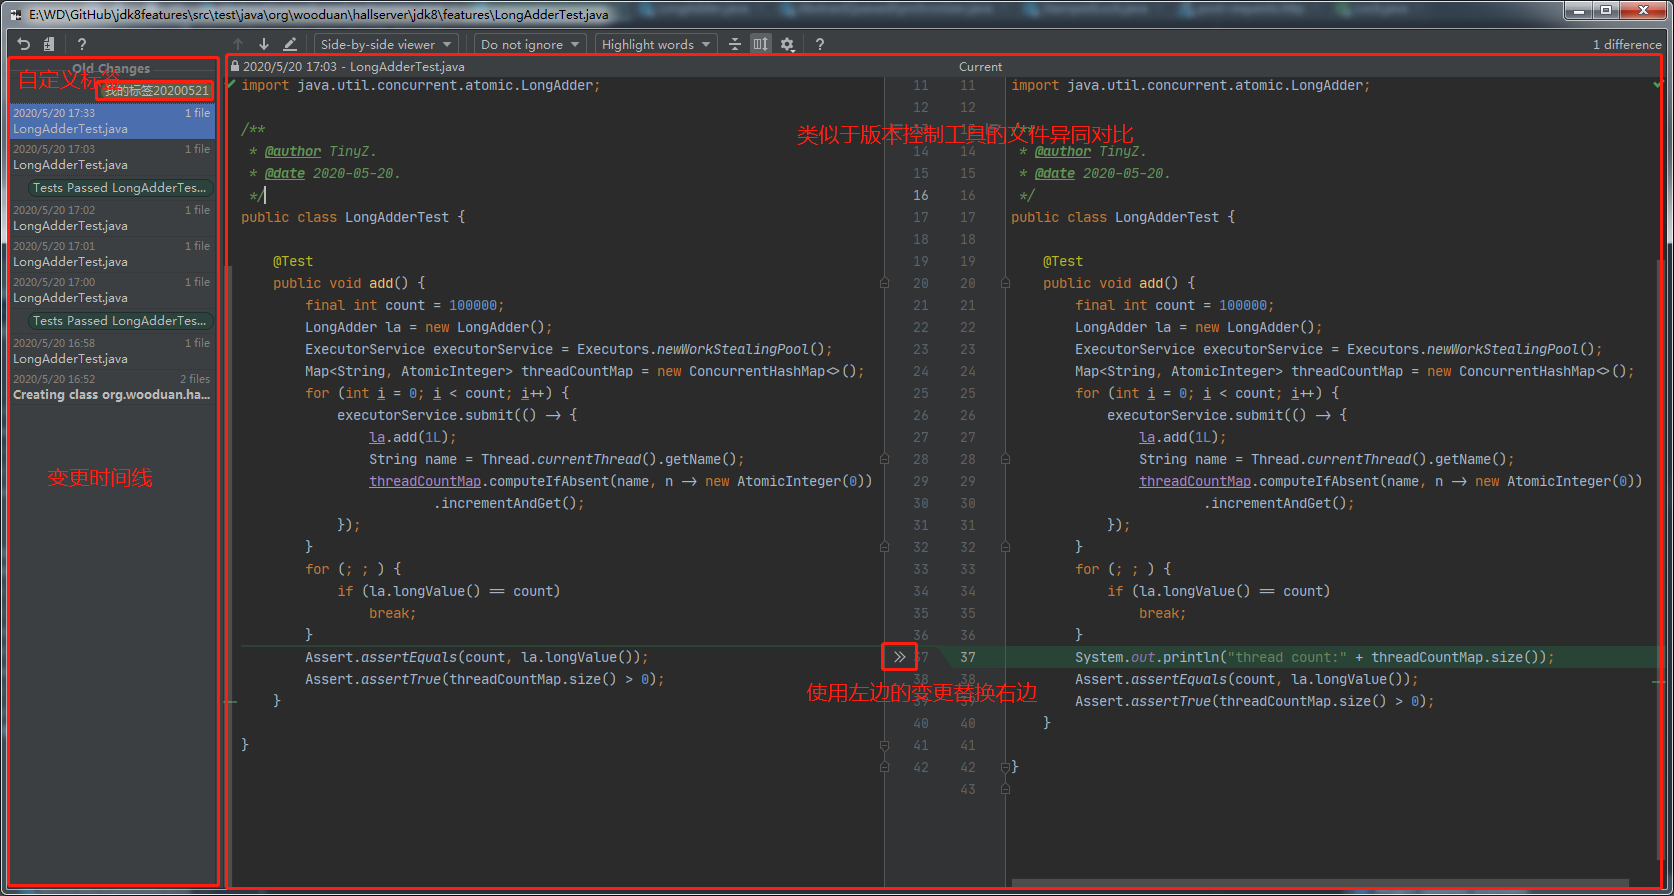 E:\WD\GitHub\jdk8features\src\test\java\org\wooduan\hallserver\jdk8\features\LongAdderTest.java
Side-by-side viewer
Do not ignore
Highlight words
?
?
1 difference
Old Changes
自定义标签
我的标签20200521
2020/5/20 17:33 1 file
LongAdderTest.java
2020/5/20 17:03 1 file
LongAdderTest.java
Tests Passed LongAdderTes...
2020/5/20 17:02 1 file
LongAdderTest.java
2020/5/20 17:01 1 file
LongAdderTest.java
2020/5/20 17:00 1 file
LongAdderTest.java
Tests Passed LongAdderTes...
2020/5/20 16:58 1 file
LongAdderTest.java
2020/5/20 16:52 2 files
Creating class org.wooduan.ha...
变更时间线
2020/5/20 17:03 - LongAdderTest.java
import java.util.concurrent.atomic.LongAdder;
/**
* @author TinyZ.
* @date 2020-05-20.
*/
public class LongAdderTest {
@Test
public void add() {
final int count = 100000;
LongAdder la = new LongAdder();
ExecutorService executorService = Executors.newWorkStealingPool();
Map<String, AtomicInteger> threadCountMap = new ConcurrentHashMap<>();
for (int i = 0; i < count; i++) {
executorService.submit(() -> {
la.add(1L);
String name = Thread.currentThread().getName();
threadCountMap.computeIfAbsent(name, n -> new AtomicInteger(0))
.incrementAndGet();
});
}
for (; ; ) {
if (la.longValue() == count)
break;
}
Assert.assertEquals(count, la.longValue());
Assert.assertTrue(threadCountMap.size() > 0);
}
}
类似于版本控制工具的文件异同对比
使用左边的变更替换右边
11 11
12 12
14 14
15 15
16 16
17 17
18 18
19 19
20 20
21 21
22 22
23 23
24 24
25 25
26 26
27 27
28 28
29 29
30 30
31 31
32 32
33 33
34 34
35 35
36 36
37 37
38 38
39 39
40 40
41 41
42 42
43
Current
import java.util.concurrent.atomic.LongAdder;
/**
* @author TinyZ.
* @date 2020-05-20.
*/
public class LongAdderTest {
@Test
public void add() {
final int count = 100000;
LongAdder la = new LongAdder();
ExecutorService executorService = Executors.newWorkStealingPool();
Map<String, AtomicInteger> threadCountMap = new ConcurrentHashMap<>();
for (int i = 0; i < count; i++) {
executorService.submit(() -> {
la.add(1L);
String name = Thread.currentThread().getName();
threadCountMap.computeIfAbsent(name, n -> new AtomicInteger(0))
.incrementAndGet();
});
}
for (; ; ) {
if (la.longValue() == count)
break;
}
System.out.println("thread count:" + threadCountMap.size());
Assert.assertEquals(count, la.longValue());
Assert.assertTrue(threadCountMap.size() > 0);
}
}